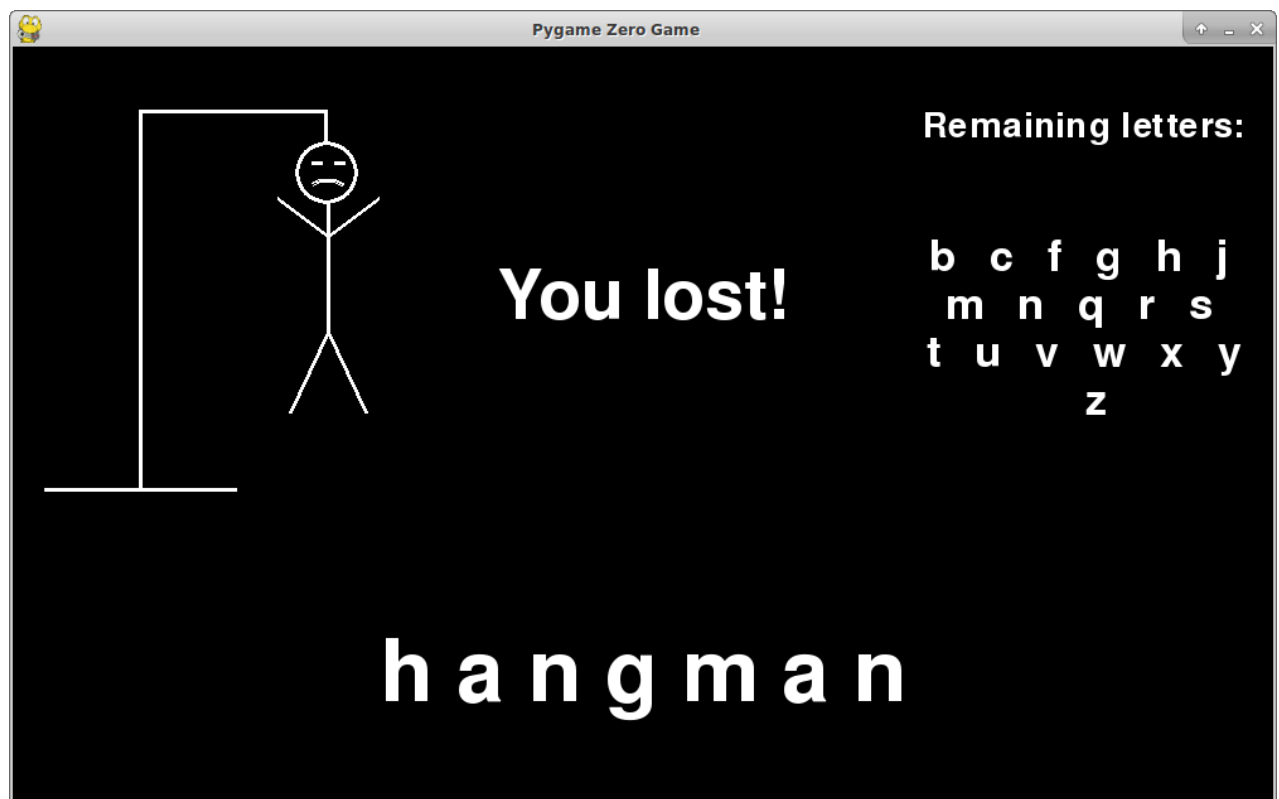 Pygame Zero Game
Remaining letters:
b c f g h j
m n q r s
t u v w x y
z
You lost!
h a n g m a n